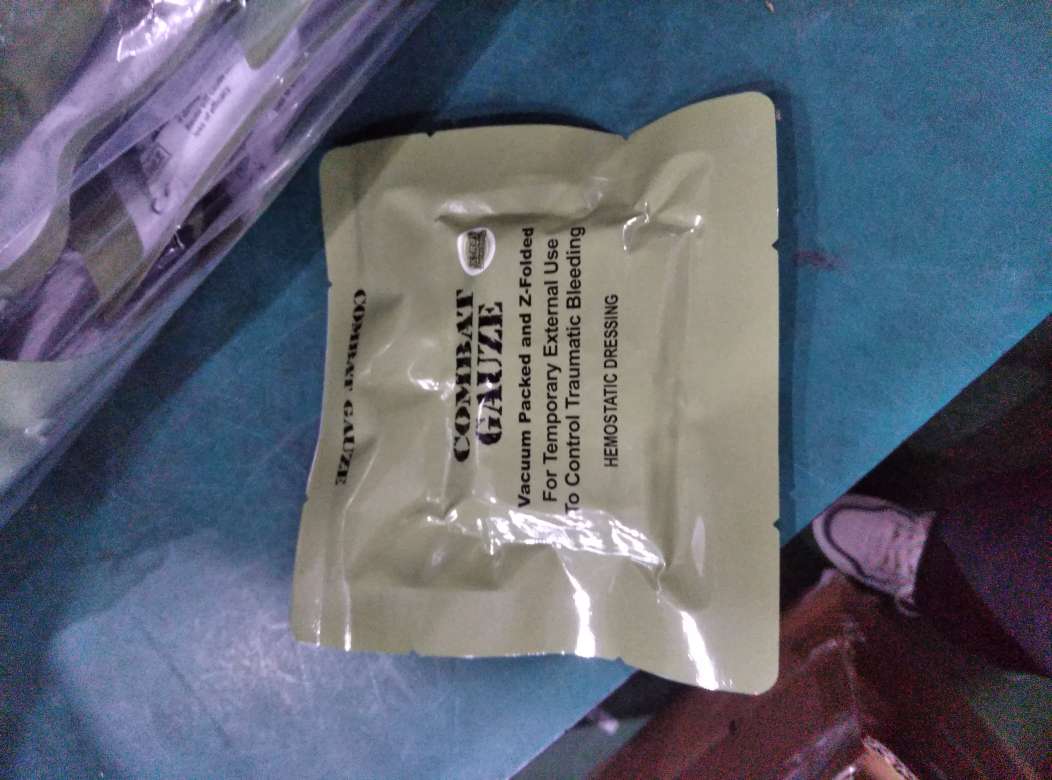 COMBAT GAUZE
COMBAT
GAUZE
Vacuum Packed and Z-Folded
For Temporary External Use
To Control Traumatic Bleeding
HEMOSTATIC DRESSING